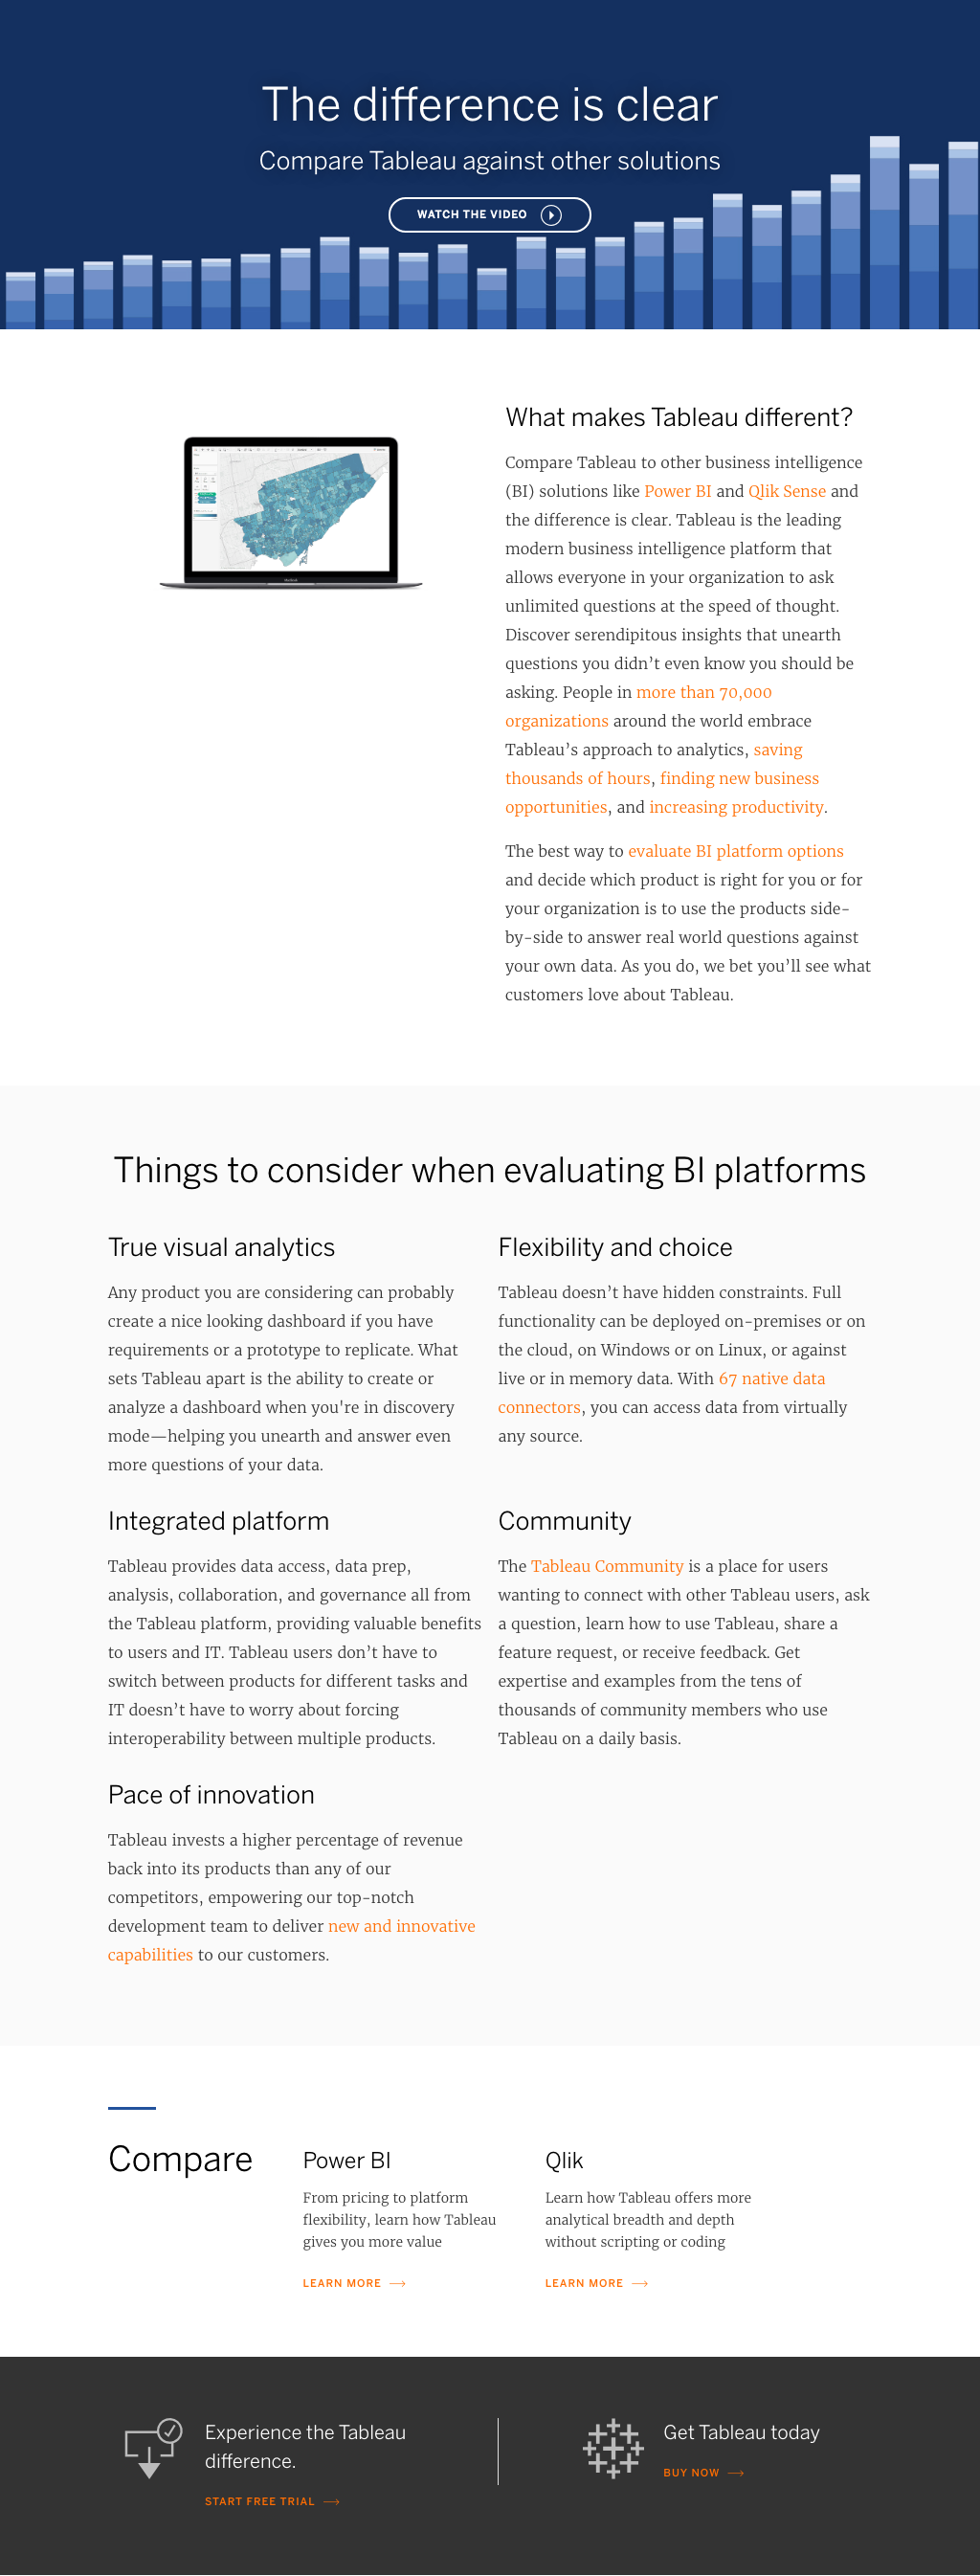 The difference is clear
Compare Tableau against other solutions
WATCH THE VIDEO
What makes Tableau different?
Compare Tableau to other business intelligence
(BI) solutions like Power BI and Qlik Sense and
the difference is clear. Tableau is the leading
modern business intelligence platform that
allows everyone in your organization to ask
unlimited questions at the speed of thought.
Discover serendipitous insights that unearth
questions you didn’t even know you should be
asking. People in more than 70,000
organizations around the world embrace
Tableau’s approach to analytics, saving
thousands of hours, finding new business
opportunities, and increasing productivity.
The best way to evaluate BI platform options
and decide which product is right for you or for
your organization is to use the products side-
by-side to answer real world questions against
your own data. As you do, we bet you’ll see what
customers love about Tableau.
Things to consider when evaluating BI platforms
True visual analytics
Any product you are considering can probably
create a nice looking dashboard if you have
requirements or a prototype to replicate. What
sets Tableau apart is the ability to create or
analyze a dashboard when you're in discovery
mode—helping you unearth and answer even
more questions of your data.
Flexibility and choice
Tableau doesn’t have hidden constraints. Full
functionality can be deployed on-premises or on
the cloud, on Windows or on Linux, or against
live or in memory data. With 67 native data
connectors, you can access data from virtually
any source.
Integrated platform
Tableau provides data access, data prep,
analysis, collaboration, and governance all from
the Tableau platform, providing valuable benefits
to users and IT. Tableau users don’t have to
switch between products for different tasks and
IT doesn’t have to worry about forcing
interoperability between multiple products.
Community
The Tableau Community is a place for users
wanting to connect with other Tableau users, ask
a question, learn how to use Tableau, share a
feature request, or receive feedback. Get
expertise and examples from the tens of
thousands of community members who use
Tableau on a daily basis.
Pace of innovation
Tableau invests a higher percentage of revenue
back into its products than any of our
competitors, empowering our top-notch
development team to deliver new and innovative
capabilities to our customers.
Compare
Power BI
From pricing to platform
flexibility, learn how Tableau
gives you more value
LEARN MORE
Qlik
Learn how Tableau offers more
analytical breadth and depth
without scripting or coding
LEARN MORE
Experience the Tableau
difference.
START FREE TRIAL
Get Tableau today
BUY NOW